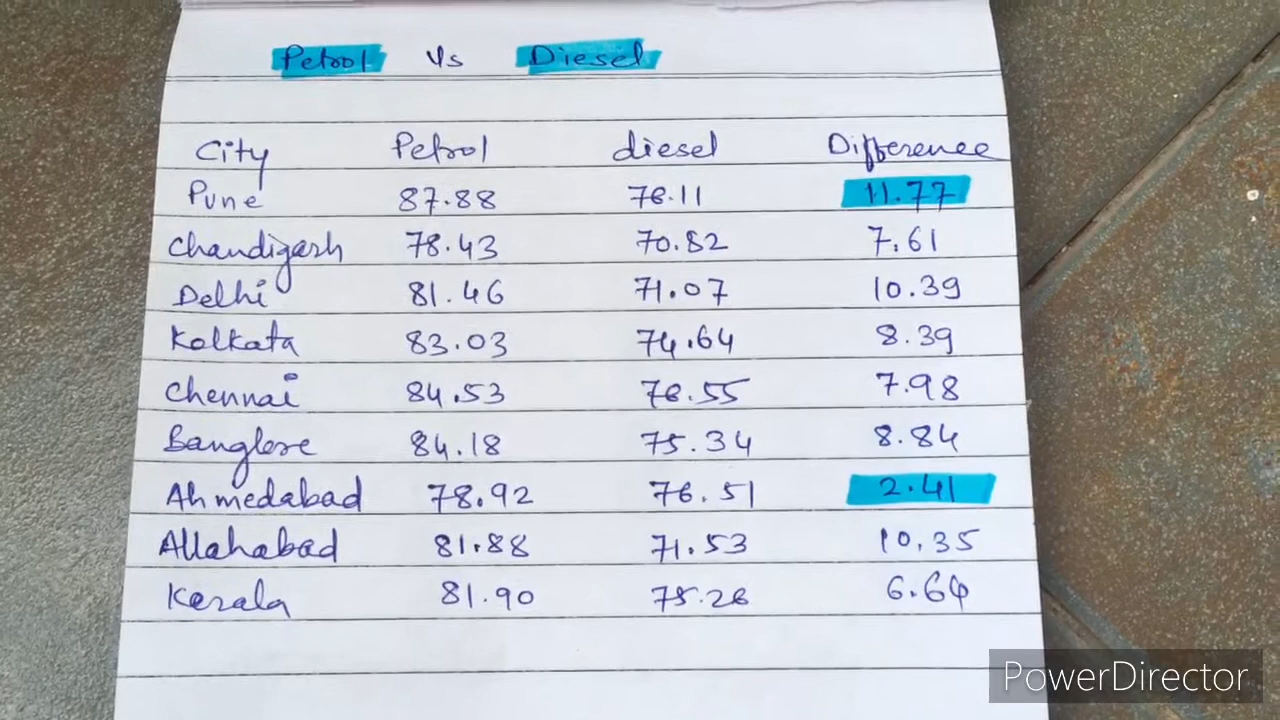 Petrol Vs Diesel
City Petrol diesel Difference
Pune 87.88 76.11 11.77
Chandigarh 78.43 70.82 7.61
Delhi 81.46 71.07 10.39
Kolkata 83.03 74.64 8.39
Chennai 84.53 76.55 7.98
Banglore 84.18 75.34 8.84
Ahmedabad 78.92 76.51 2.41
Allahabad 81.88 71.53 10.35
Kerala 81.90 75.26 6.64
PowerDirector